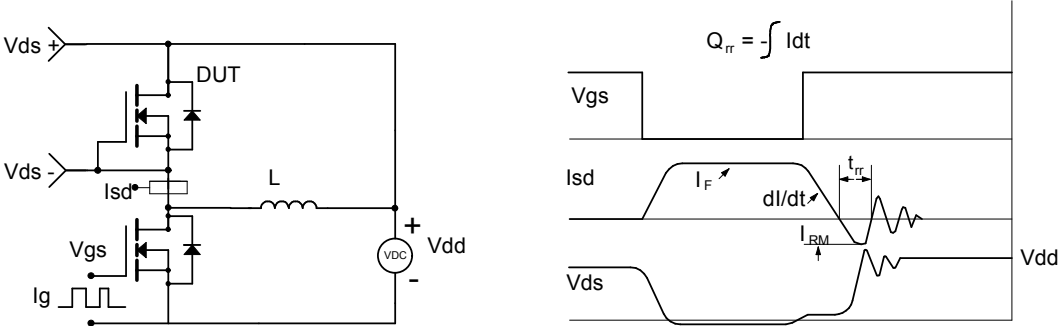 Vds +
DUT
Vds -
Isd
L
Vgs
Ig
VDC
+
-
Vdd
Qrr = -∫ Idt
Vgs
Isd
IF
dI/dt
trr
IRM
Vdd
Vds